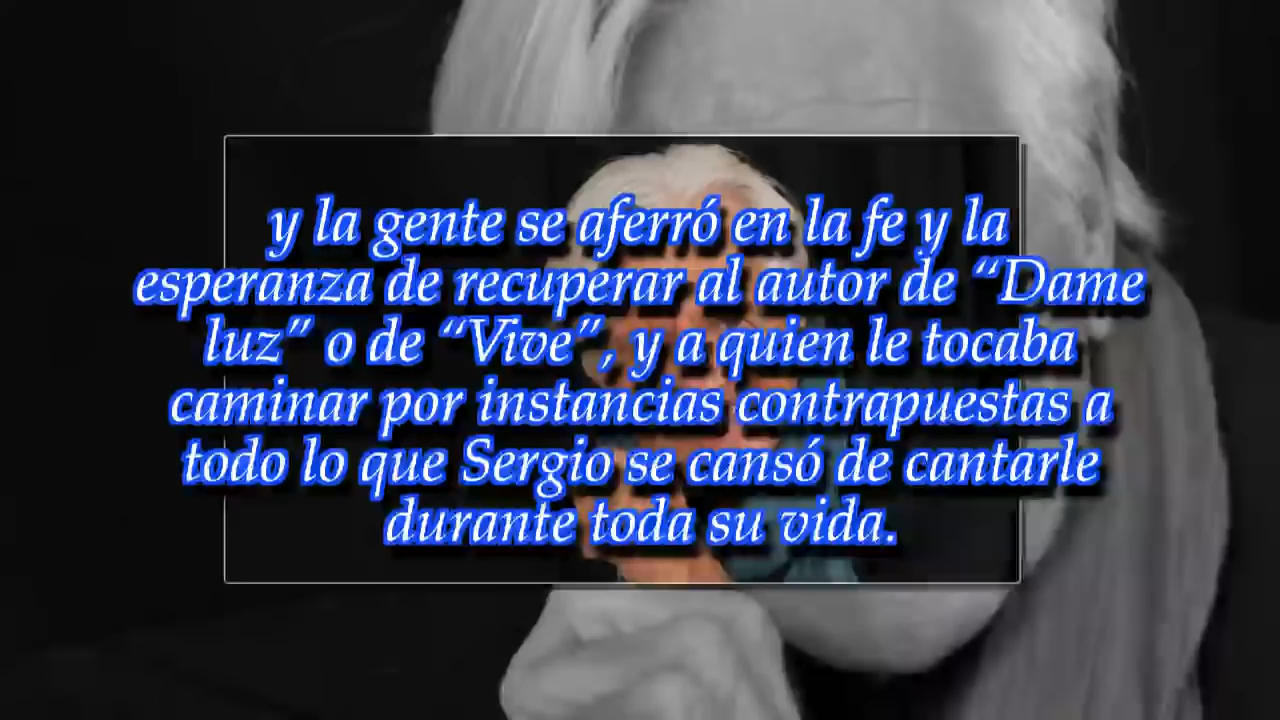 y la gente se aferró en la fe y la
esperanza de recuperar al autor de “Dame
luz” o de “Vive”, y a quien le tocaba
caminar por instancias contrapuestas a
todo lo que Sergio se cansó de cantarle
durante toda su vida.